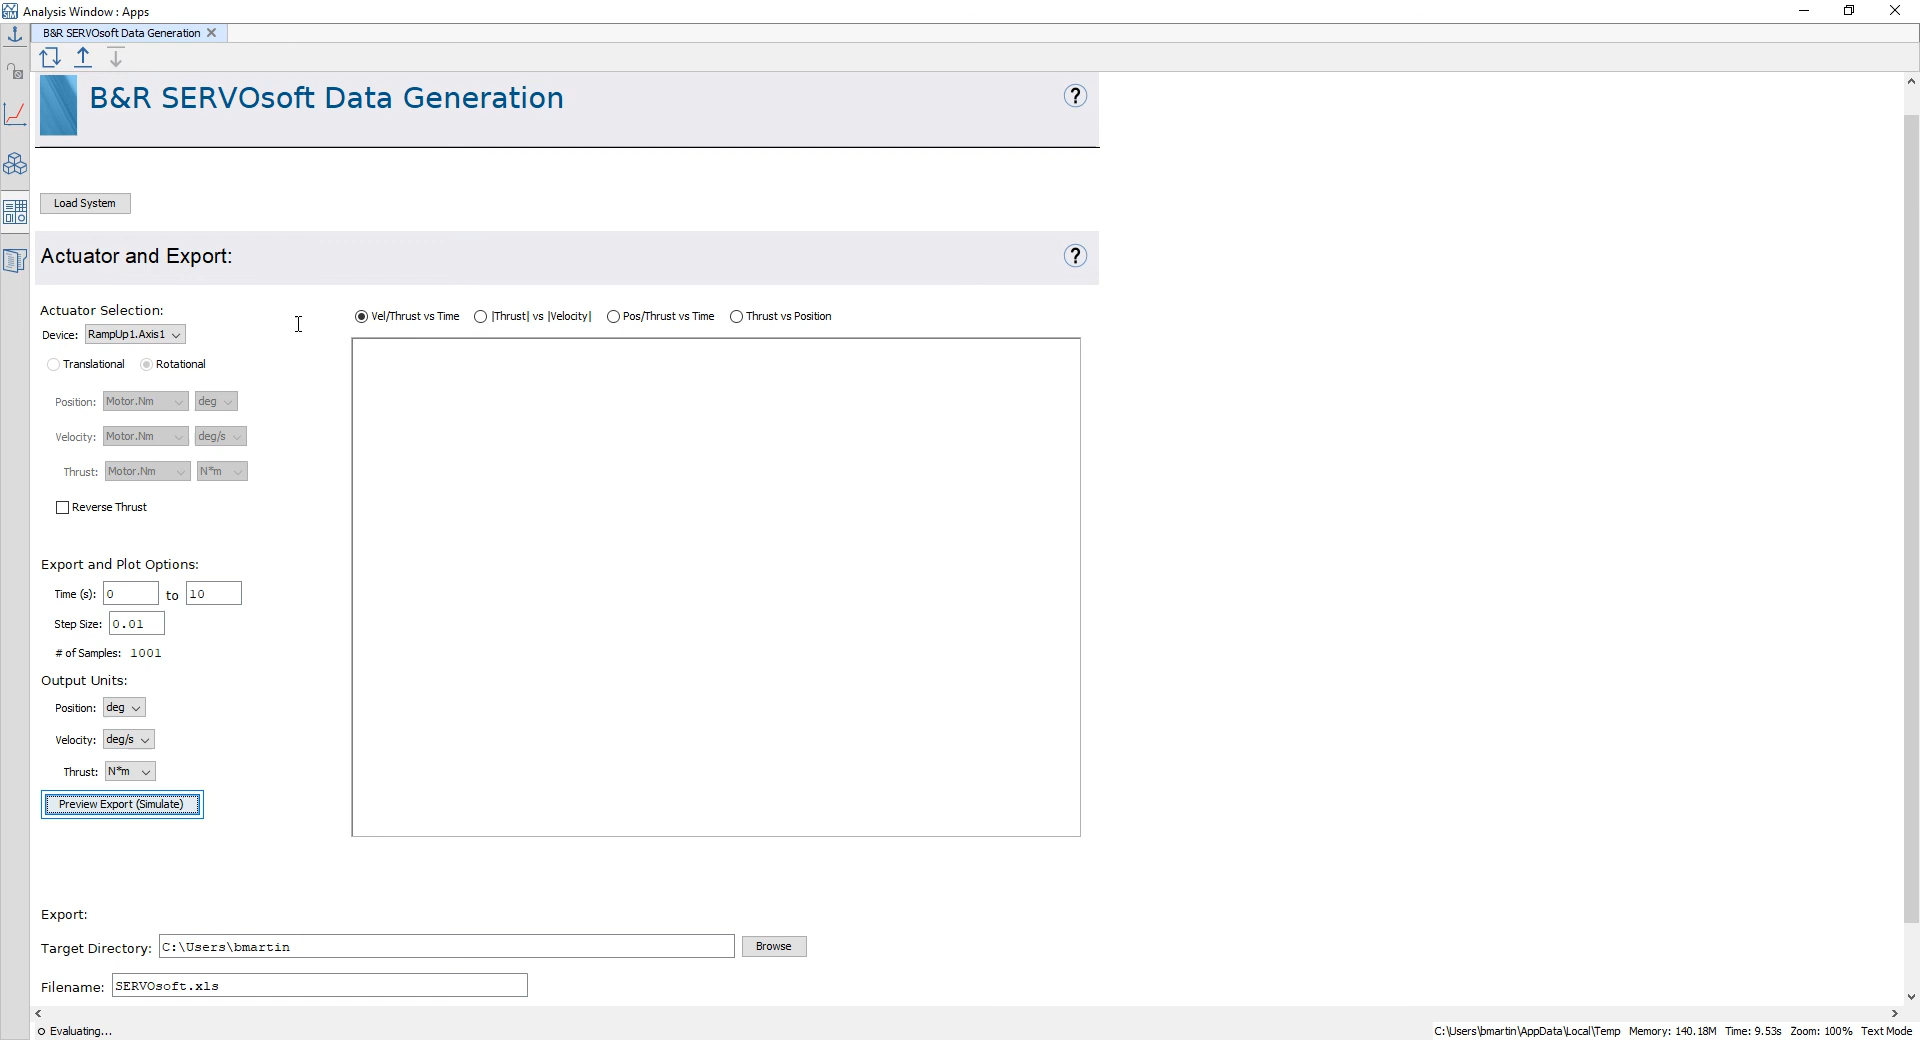 Analysis Window : Apps
B&R SERVOsoft Data Generation
B&R SERVOsoft Data Generation
?
Load System
Actuator and Export:
?
Actuator Selection:
Device: RampUp1.Axis1
Translational Rotational
Position: Motor.Nm deg
Velocity: Motor.Nm deg/s
Thrust: Motor.Nm N*m
Reverse Thrust
Vel/Thrust vs Time |Thrust| vs |Velocity| Pos/Thrust vs Time Thrust vs Position
Export and Plot Options:
Time (s): 0 to 10
Step Size: 0.01
# of Samples: 1001
Output Units:
Position: deg
Velocity: deg/s
Thrust: N*m
Preview Export (Simulate)
Export:
Target Directory: C:\Users\bmartin Browse
Filename: SERVOsoft.xls
Evaluating... C:\Users\bmartin\AppData\Local\Temp Memory: 140.18M Time: 9.53s Zoom: 100% Text Mode